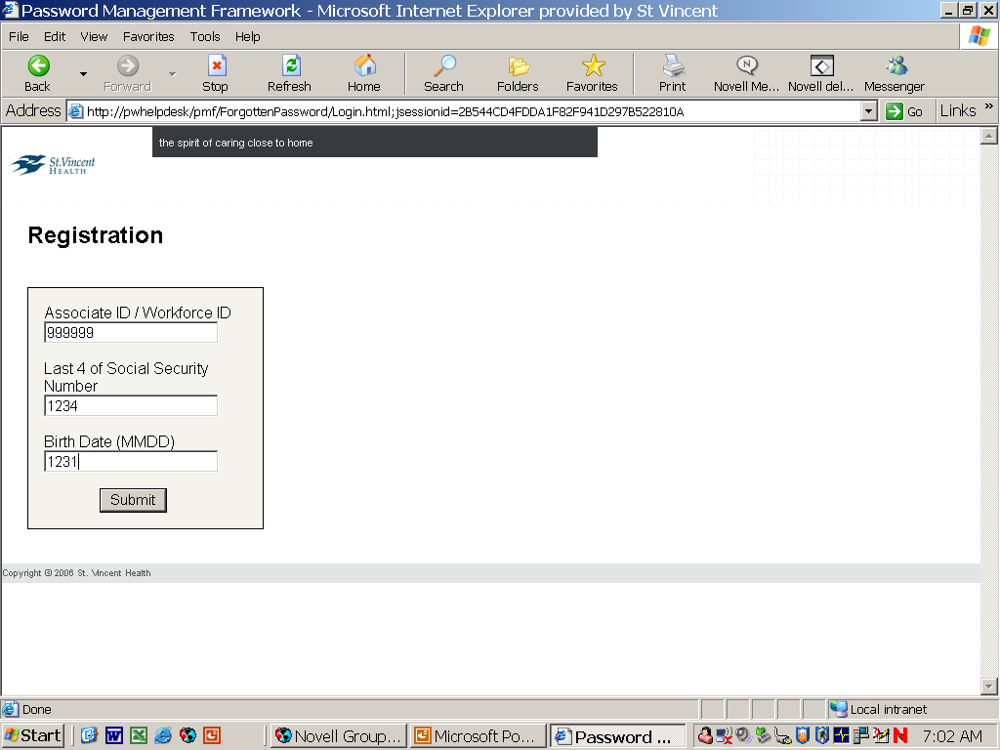 Password Management Framework - Microsoft Internet Explorer provided by St Vincent
File Edit View Favorites Tools Help
Back Forward Stop Refresh Home Search Folders Favorites Print Novell Me... Novell del... Messenger
Address http://pwhelpdesk/pmf/ForgottenPassword/Login.html;jsessionid=2B544CD4FDDA1F82F941D297B522810A Go Links »
the spirit of caring close to home
St.Vincent
HEALTH
Registration
Associate ID / Workforce ID
999999
Last 4 of Social Security
Number
1234
Birth Date (MMDD)
1231
Submit
Copyright © 2006 St. Vincent Health
Done Local intranet
Start Novell Group... Microsoft Po... Password ... 7:02 AM